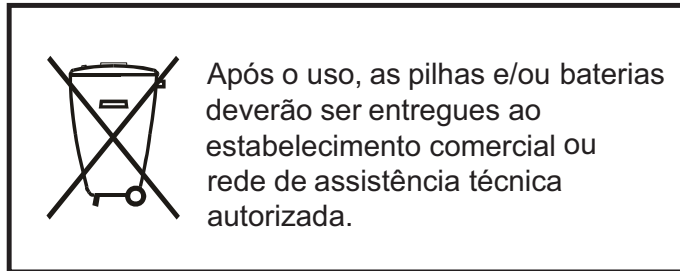 Após o uso, as pilhas e/ou baterias
deverão ser entregues ao
estabelecimento comercial ou
rede de assistência técnica
autorizada.